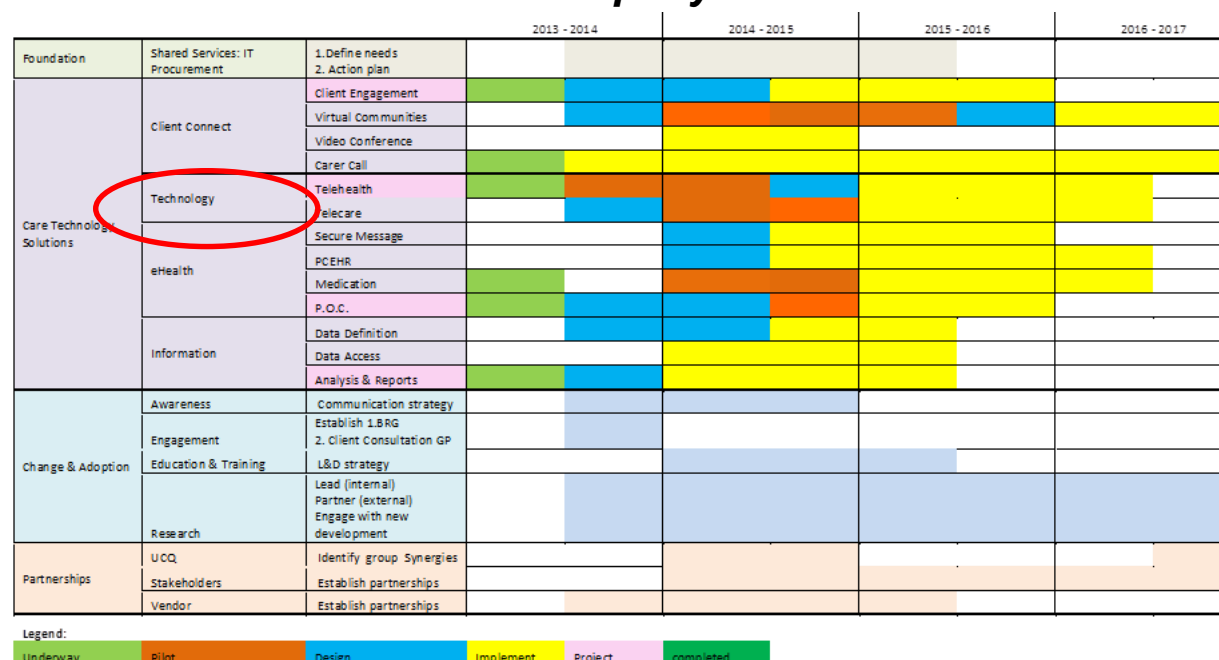 2013 - 2014 2014 - 2015 2015 - 2016 2016 - 2017
Foundation
Shared Services: IT
Procurement
1.Define needs
2. Action plan
Care Technology
Solutions
Client Connect
Client Engagement
Virtual Communities
Video Conference
Carer Call
Technology
Telehealth
Telecare
eHealth
Secure Message
PCEHR
Medication
P.O.C.
Information
Data Definition
Data Access
Analysis & Reports
Change & Adoption
Awareness
Communication strategy
Engagement
Establish 1.BRG
2. Client Consultation GP
Education & Training
L&D strategy
Research
Lead (internal)
Partner (external)
Engage with new
development
Partnerships
UCQ
Identify group Synergies
Stakeholders
Establish partnerships
Vendor
Establish partnerships
Legend:
Underway Pilot Design Implement Project completed